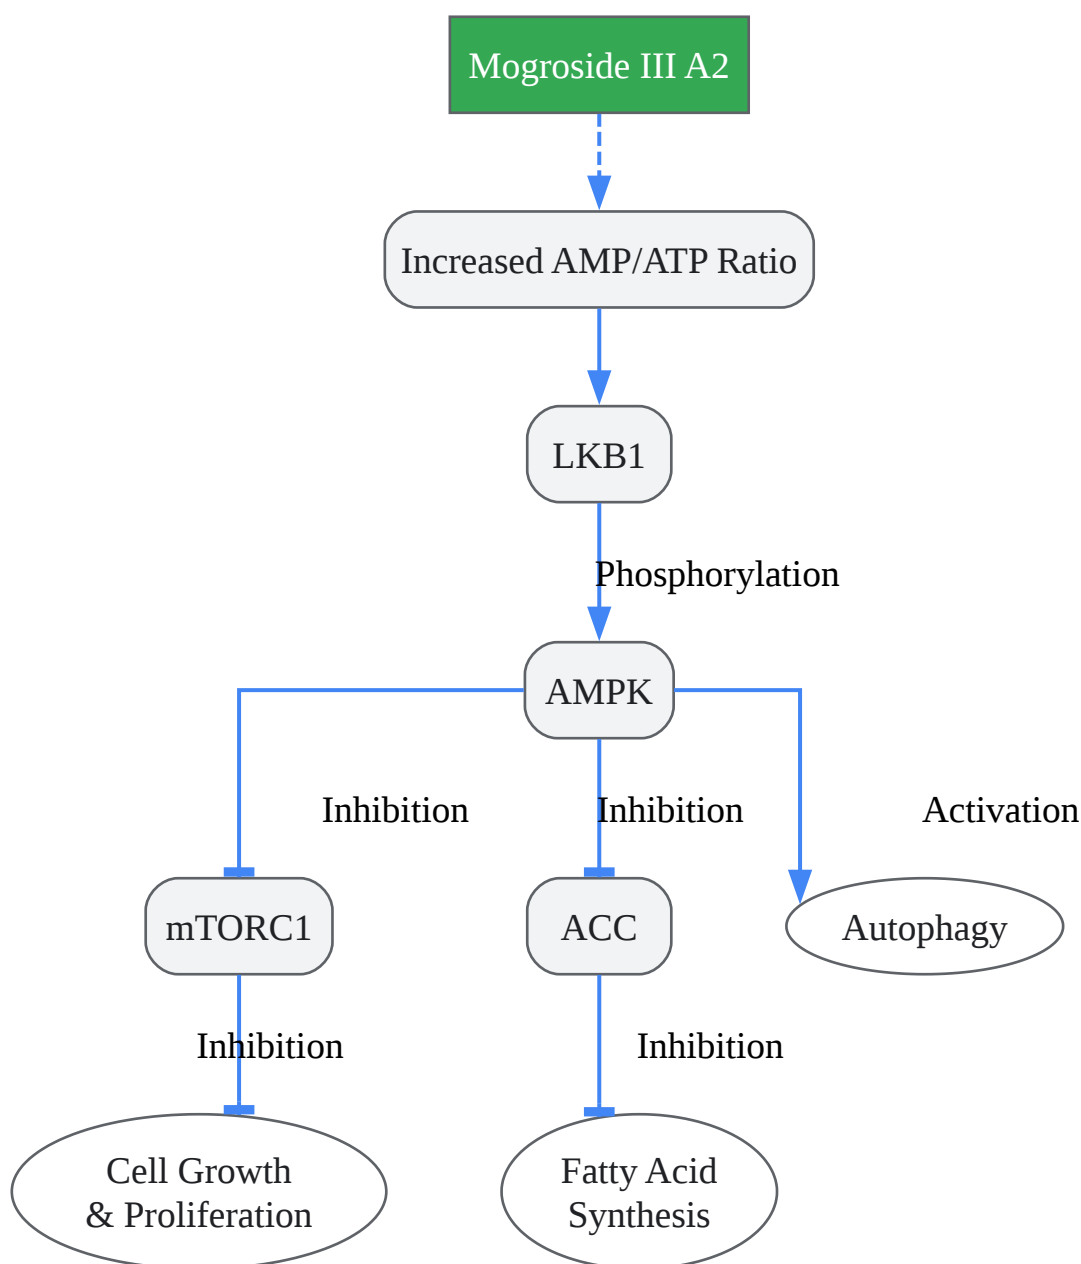 Mogroside III A2
Increased AMP/ATP Ratio
LKB1
Phosphorylation
AMPK
Inhibition
Inhibition
Activation
mTORC1
ACC
Autophagy
Inhibition
Inhibition
Cell Growth
& Proliferation
Fatty Acid
Synthesis